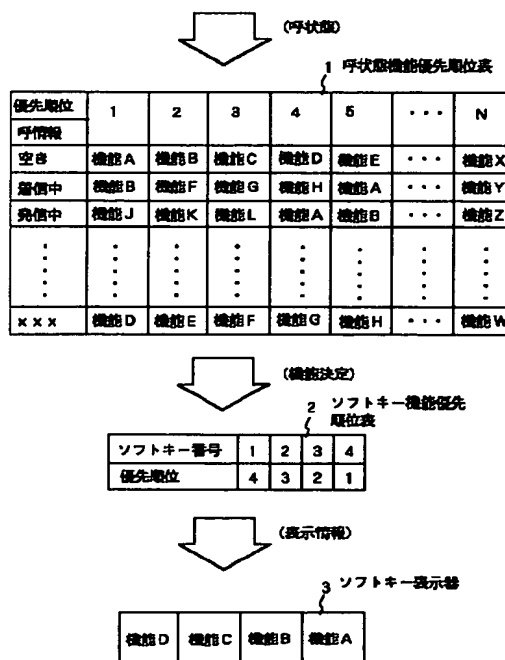 (呼状態)
1 呼状態機能優先順位表
優先順位 1 2 3 4 5 ・・・ N
呼情報
空き 機能A 機能B 機能C 機能D 機能E ・・・ 機能X
着信中 機能B 機能F 機能G 機能H 機能A ・・・ 機能Y
発信中 機能J 機能K 機能L 機能A 機能B ・・・ 機能Z
××× 機能D 機能E 機能F 機能G 機能H ・・・ 機能W
(機能決定)
2 ソフトキー機能優先
順位表
ソフトキー番号 1 2 3 4
優先順位 4 3 2 1
(表示情報)
3 ソフトキー表示器
機能D 機能C 機能B 機能A